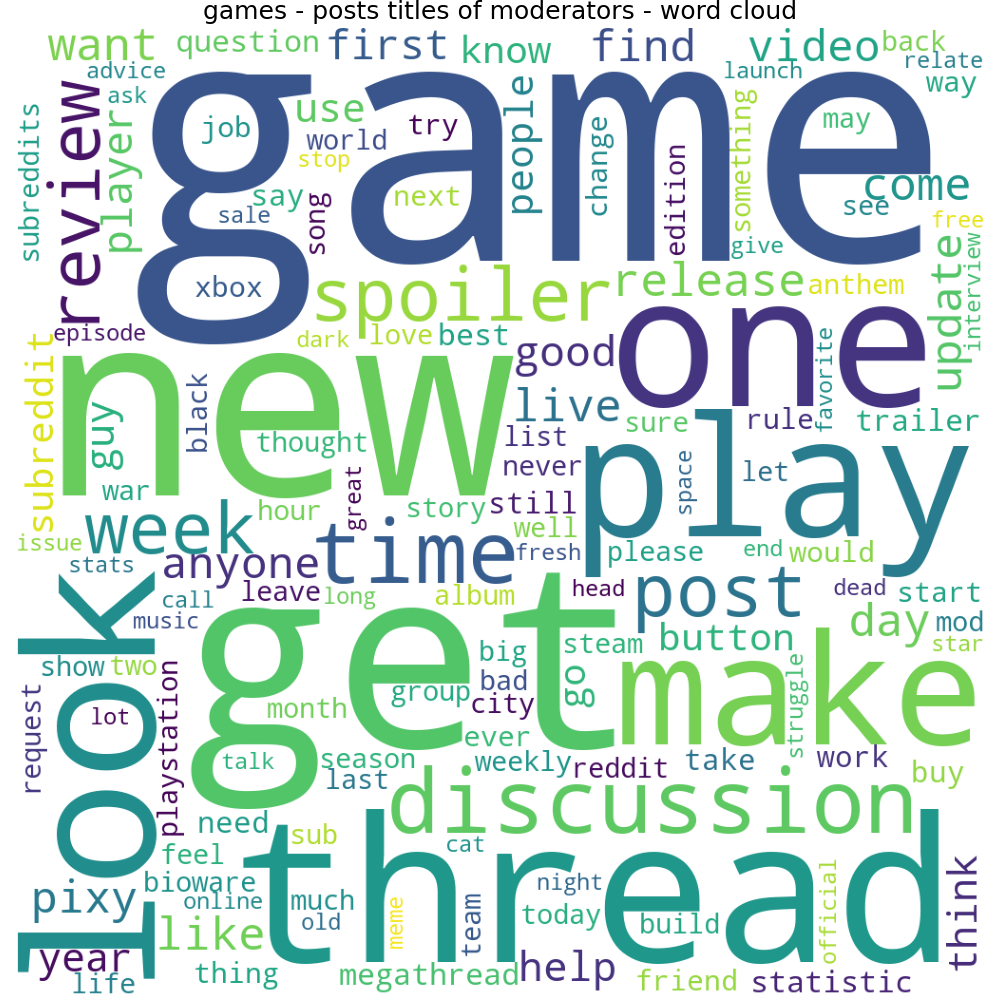 games - posts titles of moderators - word cloud
want question first know find video back
advice launch relate
ask job use world try people change something may way
subreddits review player game
stop say next come see
sale song edition free
xbox give
spoiler release anthem update interview
episode dark love best good one favorite
subreddit new black guy thought live sure rule trailer
list never play space let
war great story still
week hour well
issue stats anyone time fresh please end would
call leave long album head post dead start
music day mod
look get steam button make star
show two big go
request lot playstation month group bad city struggle
ever
talk season weekly reddit take work buy
last discussion
need sub cat thread
feel
pixy bioware night think
online much old meme team today build official
like
year
life thing megathread help friend statistic